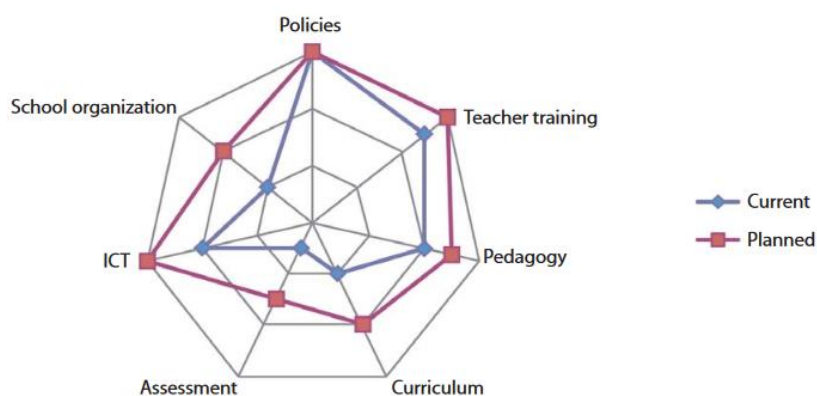 Policies
School organization
Teacher training
Current
Planned
ICT
Pedagogy
Assessment
Curriculum